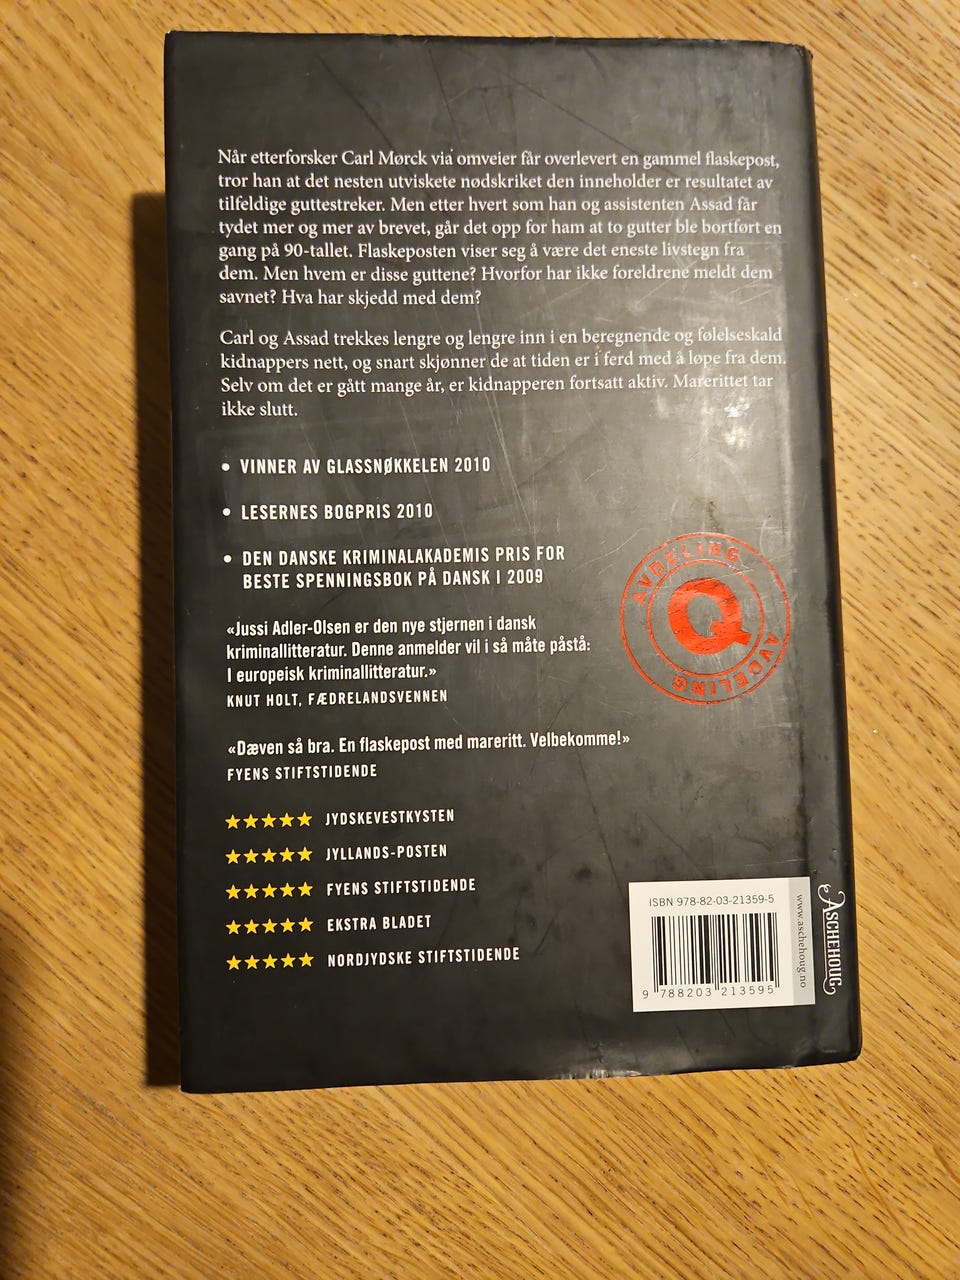 Når etterforsker Carl Mørck via omveier får overlevert en gammel flaskepost,
tror han at det nesten utviskete nødskriket den inneholder er resultatet av
tilfeldige guttestreker. Men etter hvert som han og assistenten Assad får
tydet mer og mer av brevet, går det opp for ham at to gutter ble bortført en
gang på 90-tallet. Flaskeposten viser seg å være det eneste livstegn fra
dem. Men hvem er disse guttene? Hvorfor har ikke foreldrene meldt dem
savnet? Hva har skjedd med dem?
Carl og Assad trekkes lengre og lengre inn i en beregnende og følelseskald
kidnappers nett, og snart skjønner de at tiden er i ferd med å løpe fra dem.
Selv om det er gått mange år, er kidnapperen fortsatt aktiv. Marerittet tar
ikke slutt.
• VINNER AV GLASSNØKKELEN 2010
• LESERNES BOGPRIS 2010
• DEN DANSKE KRIMINALAKADEMIS PRIS FOR
BESTE SPENNINGSBOK PÅ DANSK I 2009
AVDELING
Q
AVDELING
«Jussi Adler-Olsen er den nye stjernen i dansk
kriminallitteratur. Denne anmelder vil i så måte påstå:
I europeisk kriminallitteratur.»
KNUT HOLT, FÆDRELANDSVENNEN
«Dæven så bra. En flaskepost med mareritt. Velbekomme!»
FYENS STIFTSTIDENDE
★★★★★ JYDSKEVESTKYSTEN
★★★★★ JYLLANDS-POSTEN
★★★★★ FYENS STIFTSTIDENDE
★★★★★ EKSTRA BLADET
★★★★★ NORDJYDSKE STIFTSTIDENDE
ISBN 978-82-03-21359-5
9 788203 213595
www.aschehoug.no
ASCHEHOUG